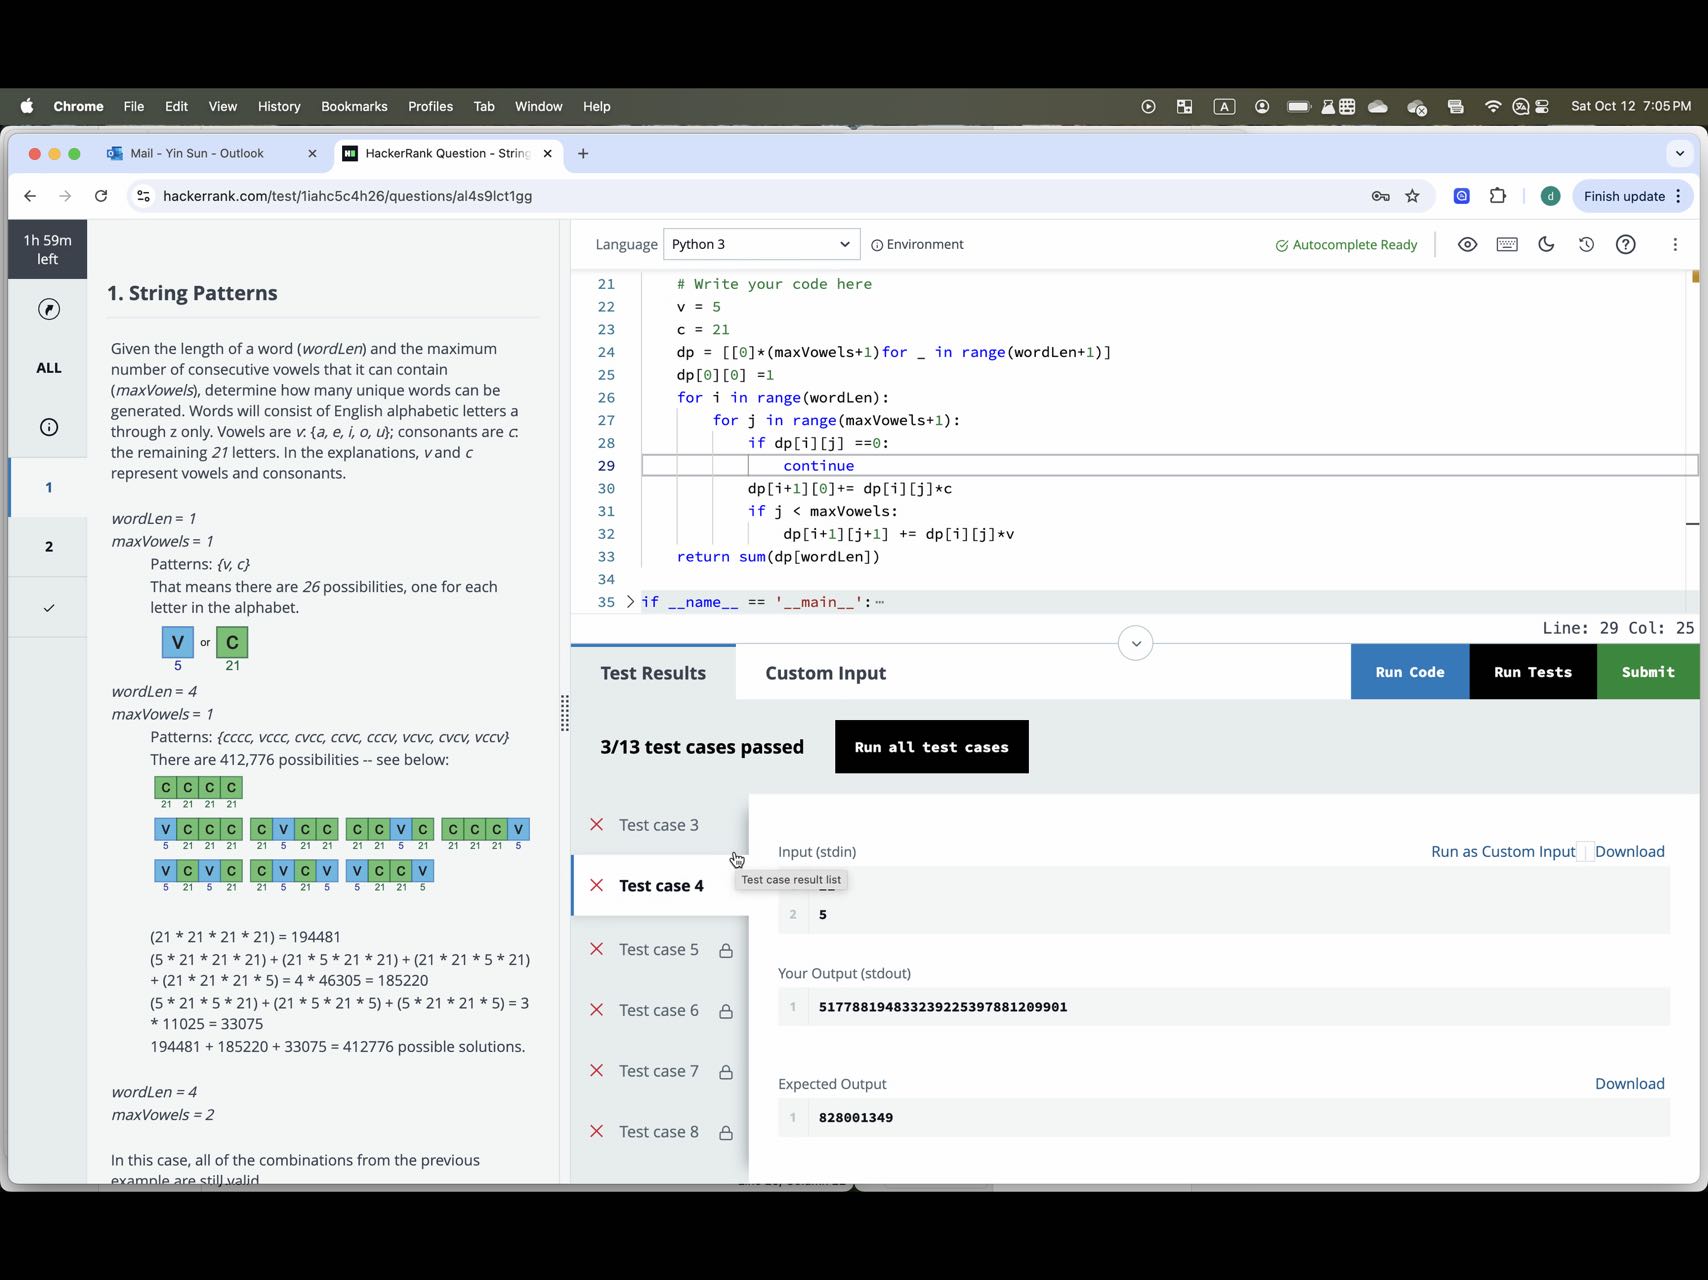 Chrome File Edit View History Bookmarks Profiles Tab Window Help
A
Sat Oct 12 7:05 PM
Mail - Yin Sun - Outlook
HackerRank Question - String
hackerrank.com/test/1iahc5c4h26/questions/al4s9lct1gg
d
Finish update
1h 59m
left
ALL
1
2
1. String Patterns
Given the length of a word (wordLen) and the maximum
number of consecutive vowels that it can contain
(maxVowels), determine how many unique words can be
generated. Words will consist of English alphabetic letters a
through z only. Vowels are v: {a, e, i, o, u}; consonants are c:
the remaining 21 letters. In the explanations, v and c
represent vowels and consonants.
wordLen = 1
maxVowels = 1
Patterns: {v, c}
That means there are 26 possibilities, one for each
letter in the alphabet.
V or C
5 21
wordLen = 4
maxVowels = 1
Patterns: {cccc, vccc, cvcc, ccvc, cccv, vcvc, cvcv, vccv}
There are 412,776 possibilities -- see below:
C C C C
21 21 21 21
V C C C C V C C C C V C C C C V
5 21 21 21 21 5 21 21 21 21 5 21 21 21 21 5
V C V C C V C V V C C V
5 21 5 21 21 5 21 5 5 21 21 5
(21 * 21 * 21 * 21) = 194481
(5 * 21 * 21 * 21) + (21 * 5 * 21 * 21) + (21 * 21 * 5 * 21)
+ (21 * 21 * 21 * 5) = 4 * 46305 = 185220
(5 * 21 * 5 * 21) + (21 * 5 * 21 * 5) + (5 * 21 * 21 * 5) = 3
* 11025 = 33075
194481 + 185220 + 33075 = 412776 possible solutions.
wordLen = 4
maxVowels = 2
In this case, all of the combinations from the previous
example are still valid
Language Python 3 Environment
Autocomplete Ready
21 # Write your code here
22 v = 5
23 c = 21
24 dp = [[0]*(maxVowels+1)for _ in range(wordLen+1)]
25 dp[0][0] =1
26 for i in range(wordLen):
27 for j in range(maxVowels+1):
28 if dp[i][j] ==0:
29 continue
30 dp[i+1][0]+= dp[i][j]*c
31 if j < maxVowels:
32 dp[i+1][j+1] += dp[i][j]*v
33 return sum(dp[wordLen])
34
35 > if __name__ == '__main__':⋯
Line: 29 Col: 25
Test Results Custom Input Run Code Run Tests Submit
3/13 test cases passed Run all test cases
Test case 3
Test case 4
Test case result list
Test case 5
Test case 6
Test case 7
Test case 8
Input (stdin) Run as Custom Input | Download
2 5
Your Output (stdout)
1 5177881948332392253978812099​01
Expected Output Download
1 828001349